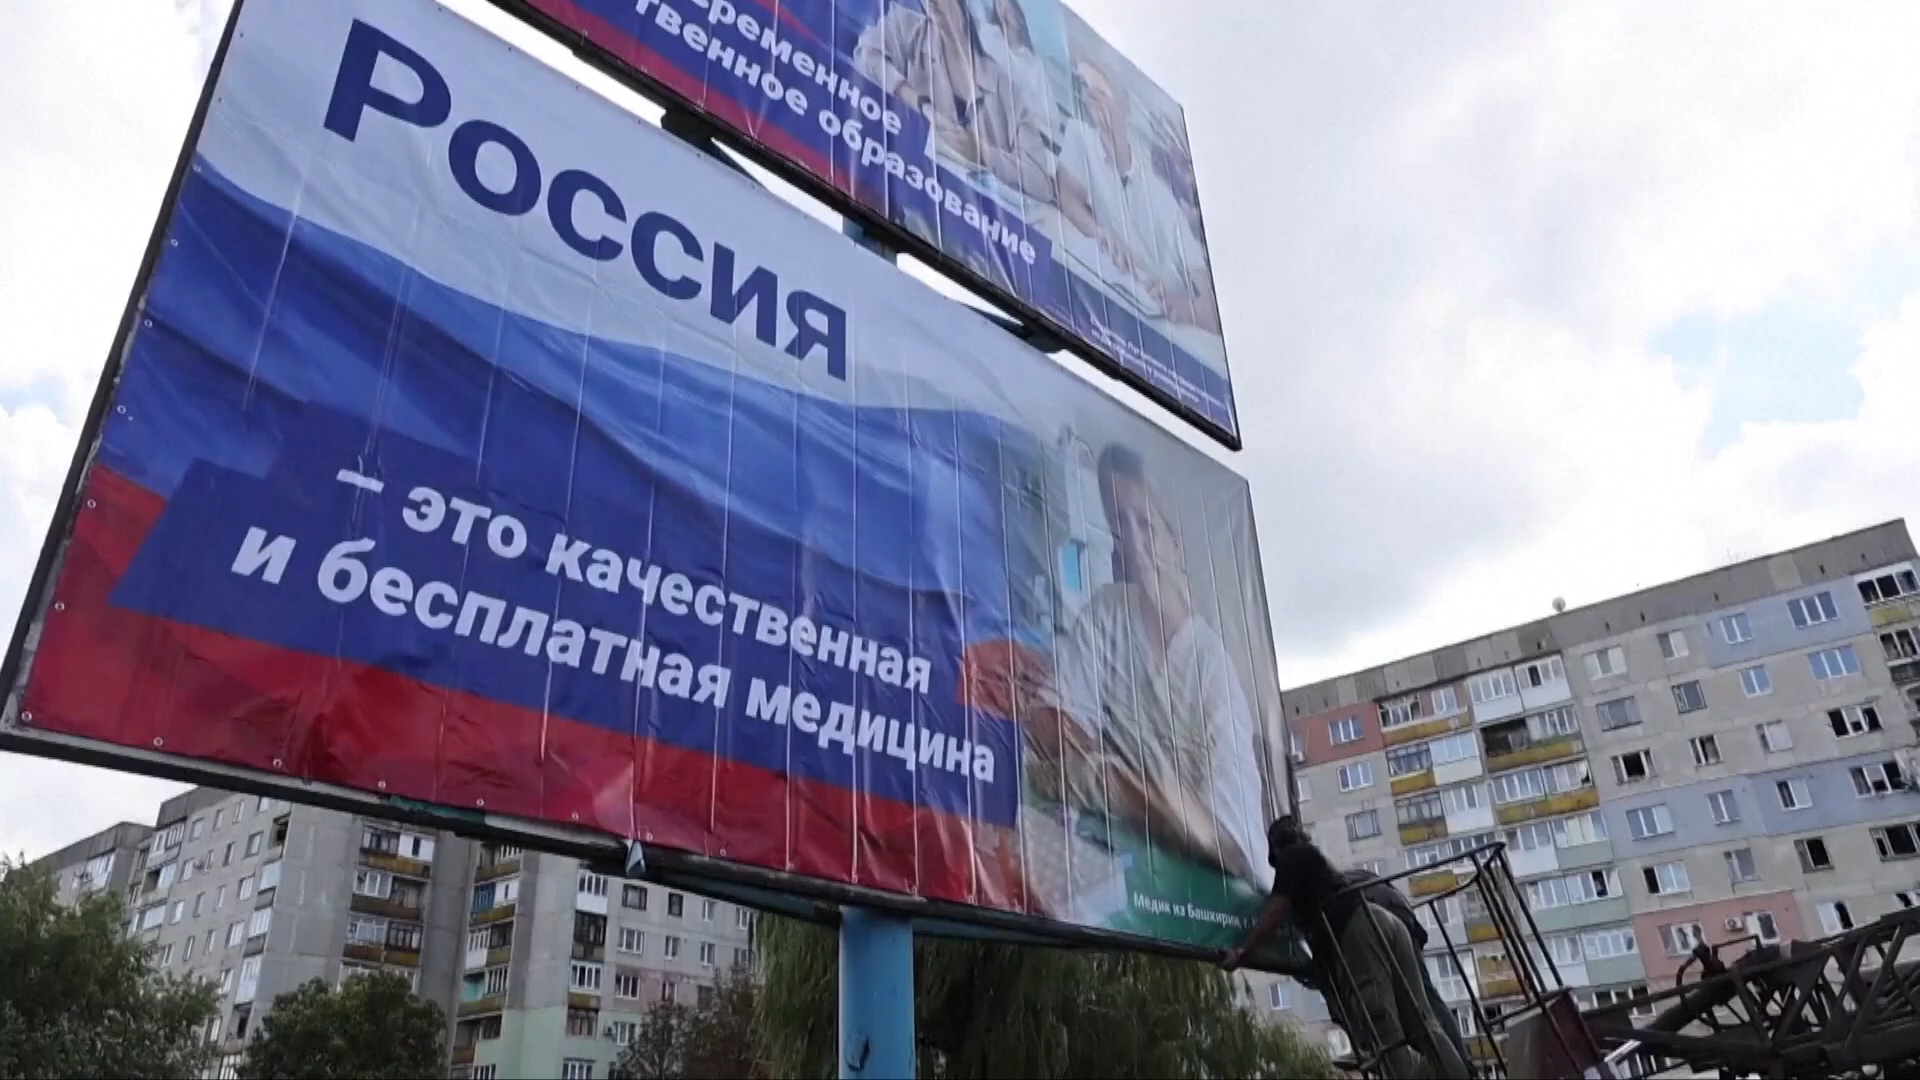 временное
твенное образование
РОССИЯ
– это качественная
и бесплатная медицина
Медик из Башкирии, г.